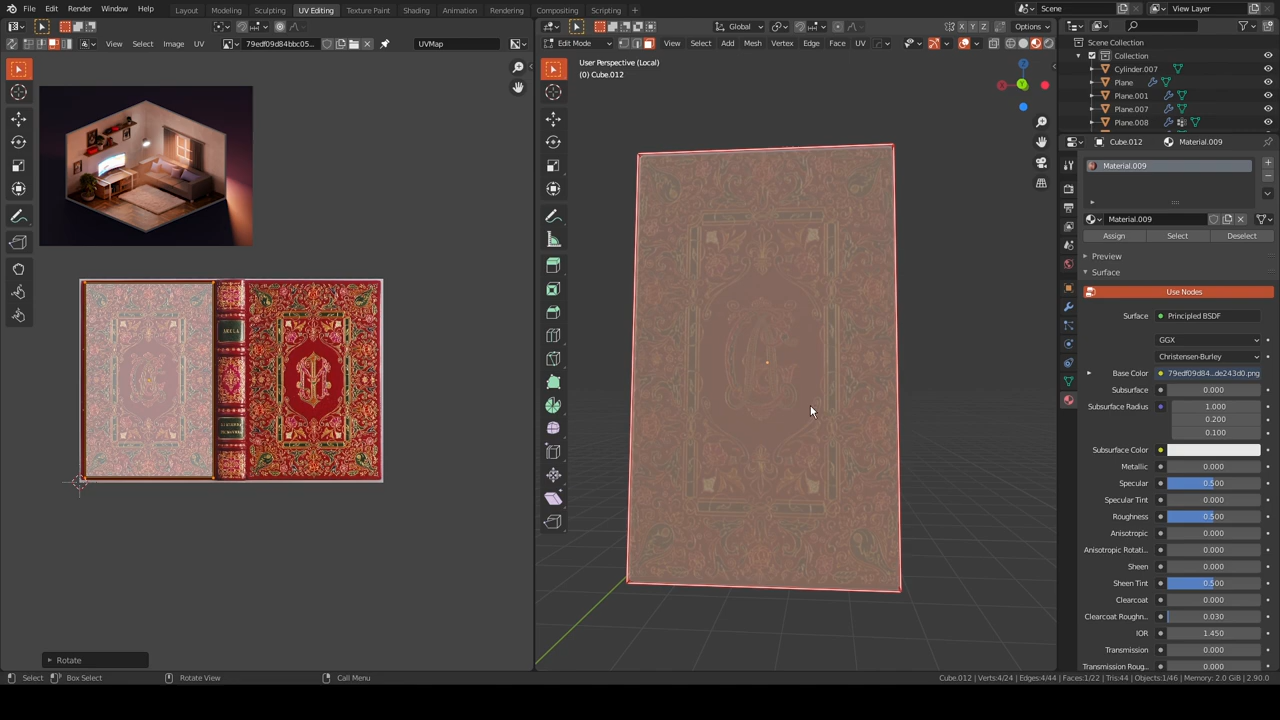 File Edit Render Window Help Layout Modeling Sculpting UV Editing Texture Paint Shading Animation Rendering Compositing Scripting + Scene View Layer
Global Options
View Select Image UV 79edf09d84bbc05... UVMap
Edit Mode View Select Add Mesh Vertex Edge Face UV X Y Z
User Perspective (Local)
(0) Cube.012
Z
Y
Scene Collection
Collection
Cylinder.007
Plane
Plane.001
Plane.007
Plane.008
Cube.012 Material.009
Material.009
Material.009
Assign Select Deselect
Preview
Surface
Use Nodes
Surface Principled BSDF
GGX
Christensen-Burley
Base Color 79edf09d84...de243d0.png
Subsurface 0.000
Subsurface Radius 1.000
0.200
0.100
Subsurface Color
Metallic 0.000
Specular 0.500
Specular Tint 0.000
Roughness 0.500
Anisotropic 0.000
Anisotropic Rotati... 0.000
Sheen 0.000
Sheen Tint 0.500
Clearcoat 0.000
Clearcoat Roughn... 0.030
IOR 1.450
Transmission 0.000
Transmission Roug... 0.000
Rotate
Select Box Select Rotate View Call Menu Cube.012 | Verts:4/24 | Edges:4/44 | Faces:1/22 | Tris:44 | Objects:1/46 | Memory: 2.0 GiB | 2.90.0